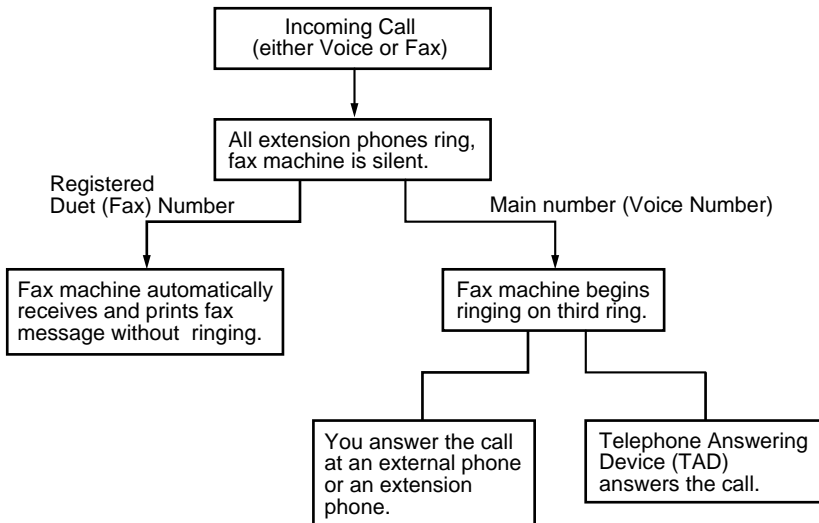 Incoming Call
(either Voice or Fax)
All extension phones ring,
fax machine is silent.
Registered
Duet (Fax) Number
Main number (Voice Number)
Fax machine automatically
receives and prints fax
message without ringing.
Fax machine begins
ringing on third ring.
You answer the call
at an external phone
or an extension
phone.
Telephone Answering
Device (TAD)
answers the call.